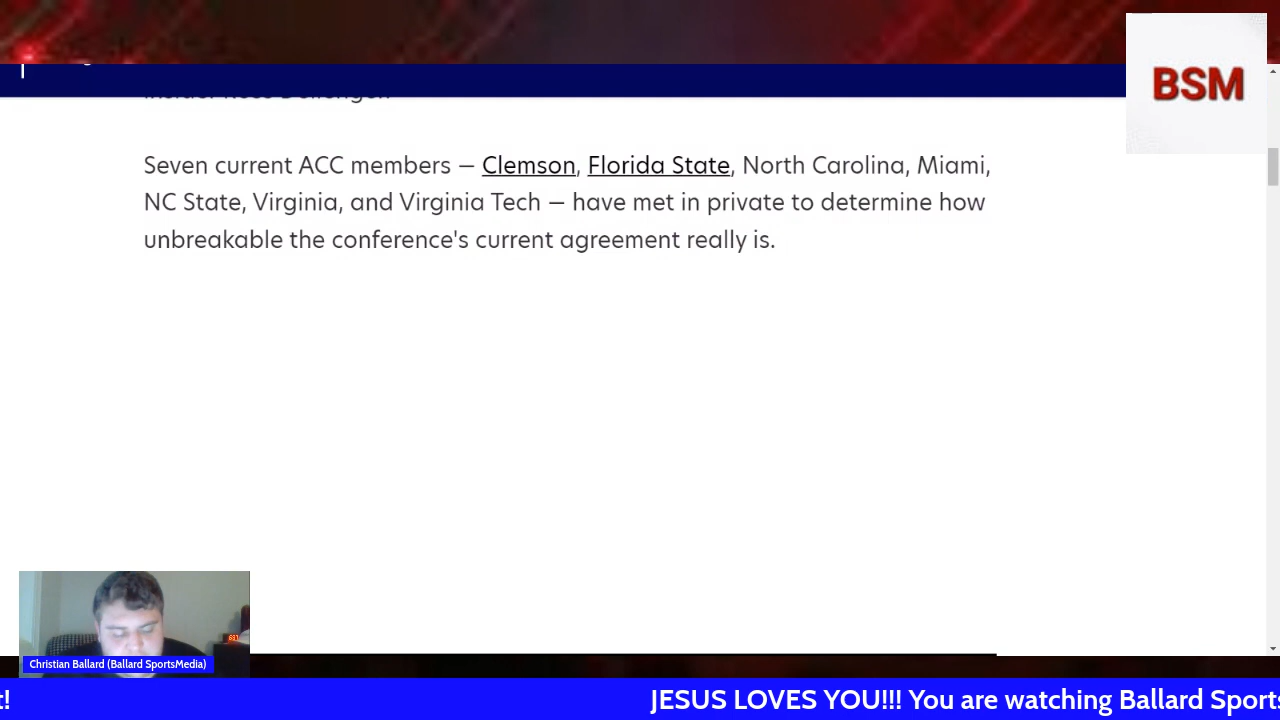 BSM
Seven current ACC members — Clemson, Florida State, North Carolina, Miami,
NC State, Virginia, and Virginia Tech — have met in private to determine how
unbreakable the conference's current agreement really is.
Christian Ballard (Ballard SportsMedia)
t! JESUS LOVES YOU!!! You are watching Ballard Sports